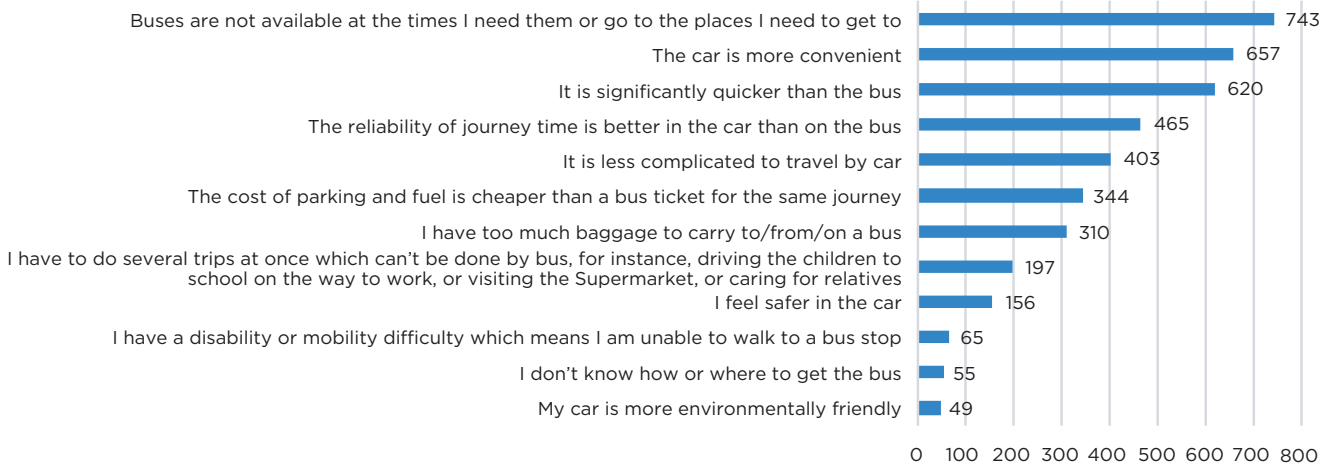 Buses are not available at the times I need them or go to the places I need to get to 743
The car is more convenient 657
It is significantly quicker than the bus 620
The reliability of journey time is better in the car than on the bus 465
It is less complicated to travel by car 403
The cost of parking and fuel is cheaper than a bus ticket for the same journey 344
I have too much baggage to carry to/from/on a bus 310
I have to do several trips at once which can’t be done by bus, for instance, driving the children to
school on the way to work, or visiting the Supermarket, or caring for relatives 197
I feel safer in the car 156
I have a disability or mobility difficulty which means I am unable to walk to a bus stop 65
I don’t know how or where to get the bus 55
My car is more environmentally friendly 49
0 100 200 300 400 500 600 700 800